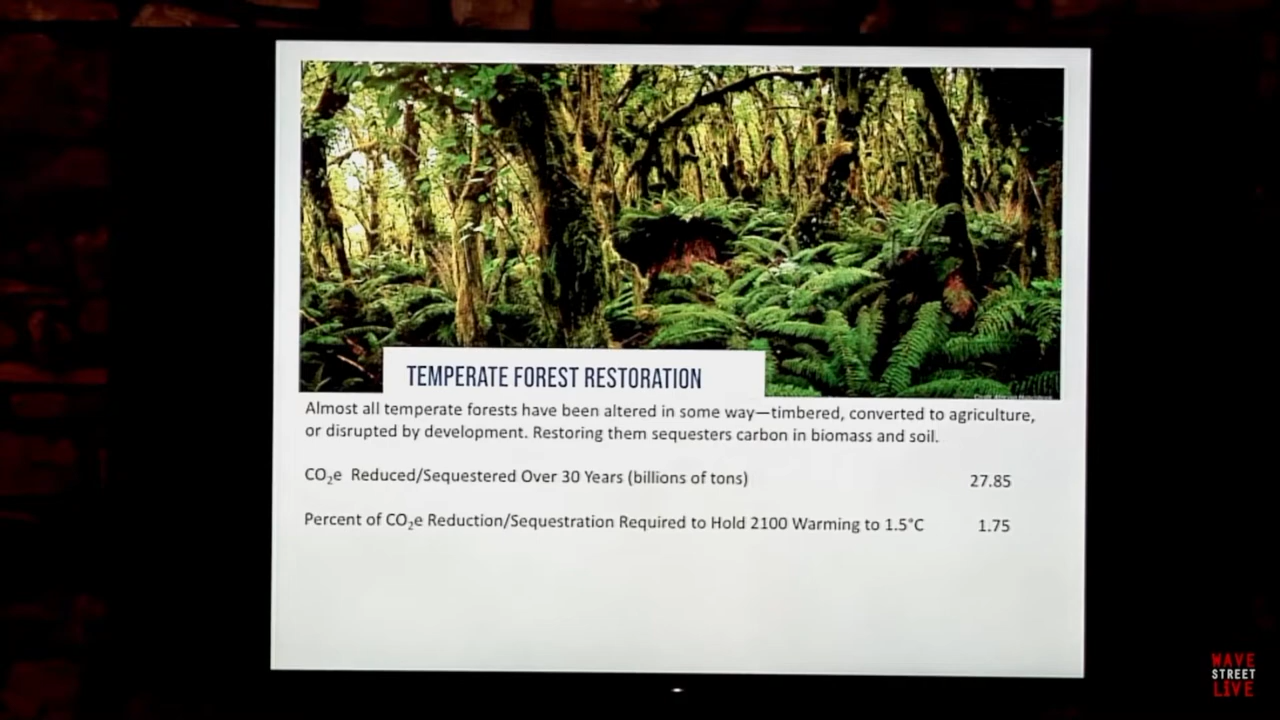 TEMPERATE FOREST RESTORATION
Almost all temperate forests have been altered in some way—timbered, converted to agriculture,
or disrupted by development. Restoring them sequesters carbon in biomass and soil.
CO₂e Reduced/Sequestered Over 30 Years (billions of tons) 27.85
Percent of CO₂e Reduction/Sequestration Required to Hold 2100 Warming to 1.5°C 1.75
WAVE
STREET
LIVE